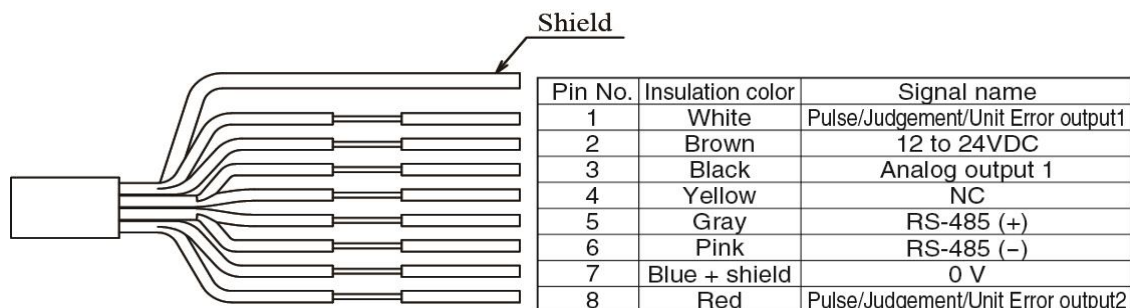 Shield
Pin No. Insulation color Signal name
1 White Pulse/Judgement/Unit Error output1
2 Brown 12 to 24VDC
3 Black Analog output 1
4 Yellow NC
5 Gray RS-485 (+)
6 Pink RS-485 (−)
7 Blue + shield 0 V
8 Red Pulse/Judgement/Unit Error output2